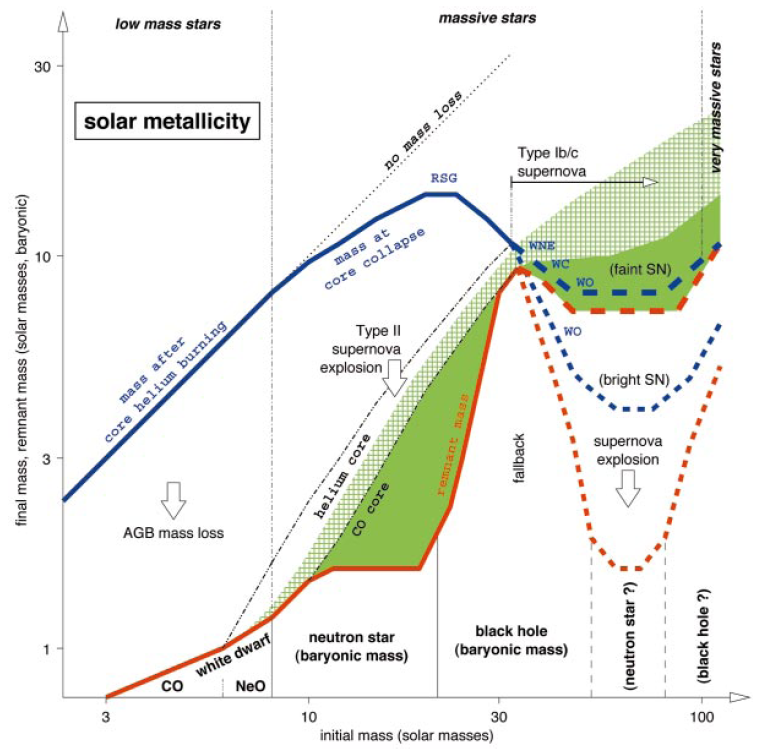 low mass stars
massive stars
very massive stars
30
10
3
1
solar metallicity
no mass loss
RSG
mass at
core collapse
mass after
core helium burning
Type Ib/c
supernova
WNE
WC
WO
(faint SN)
WO
(bright SN)
Type II
supernova
explosion
helium core
CO core
remnant mass
fallback
supernova
explosion
AGB mass loss
white dwarf
CO
NeO
neutron star
(baryonic mass)
black hole
(baryonic mass)
(neutron star ?)
(black hole ?)
3
10
30
100
initial mass (solar masses)
final mass, remnant mass (solar masses, baryonic)